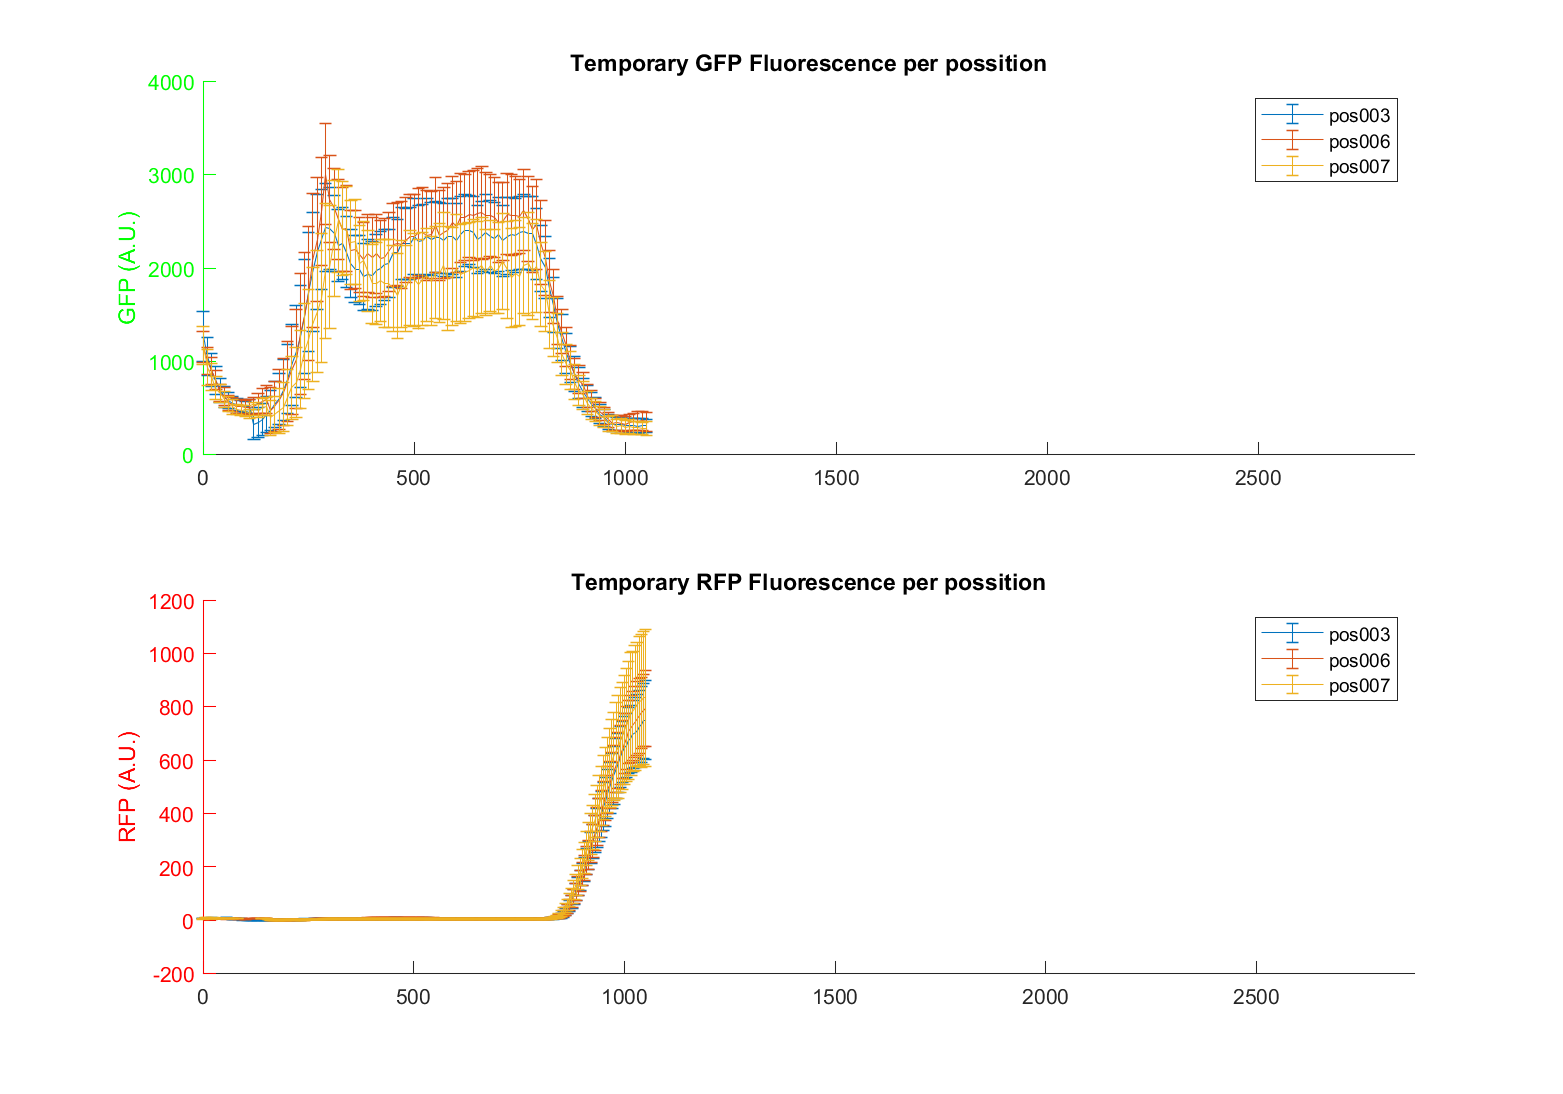 Temporary GFP Fluorescence per possition
4000
3000
2000
1000
0
GFP (A.U.)
pos003
pos006
pos007
0 500 1000 1500 2000 2500
Temporary RFP Fluorescence per possition
1200
1000
800
600
400
200
0
-200
RFP (A.U.)
pos003
pos006
pos007
0 500 1000 1500 2000 2500